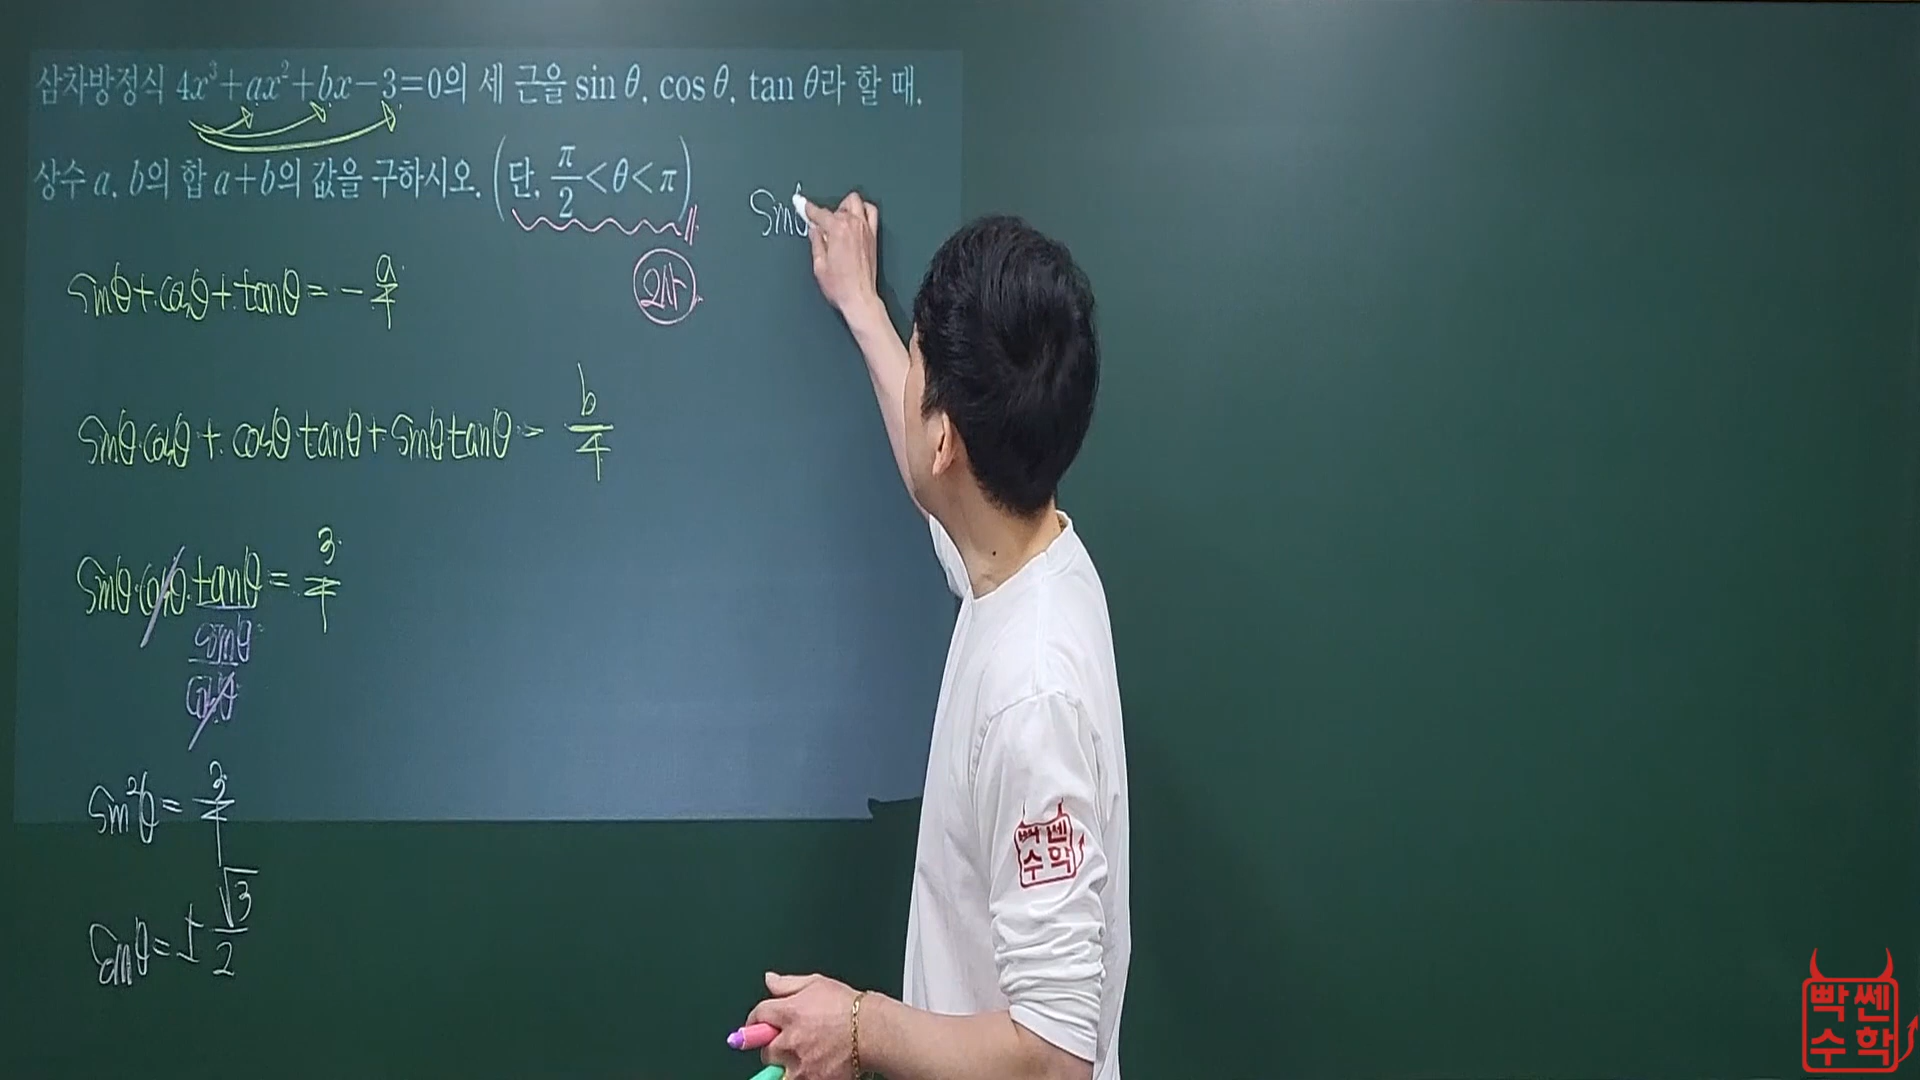 삼차방정식 4x³+ax²+bx−3=0의 세 근을 sin θ, cos θ, tan θ라 할 때,
상수 a, b의 합 a+b의 값을 구하시오. (단, π/2<θ<π)
sinθ
2사
sinθ+cosθ+tanθ = −a/4
sinθ·cosθ + cosθ·tanθ + sinθ·tanθ = b/4
sinθ·cosθ·tanθ = 3/4
sinθ/cosθ
sin²θ = 3/4
sinθ = ±√3/2
빡쎈
수학
빡쎈
수학